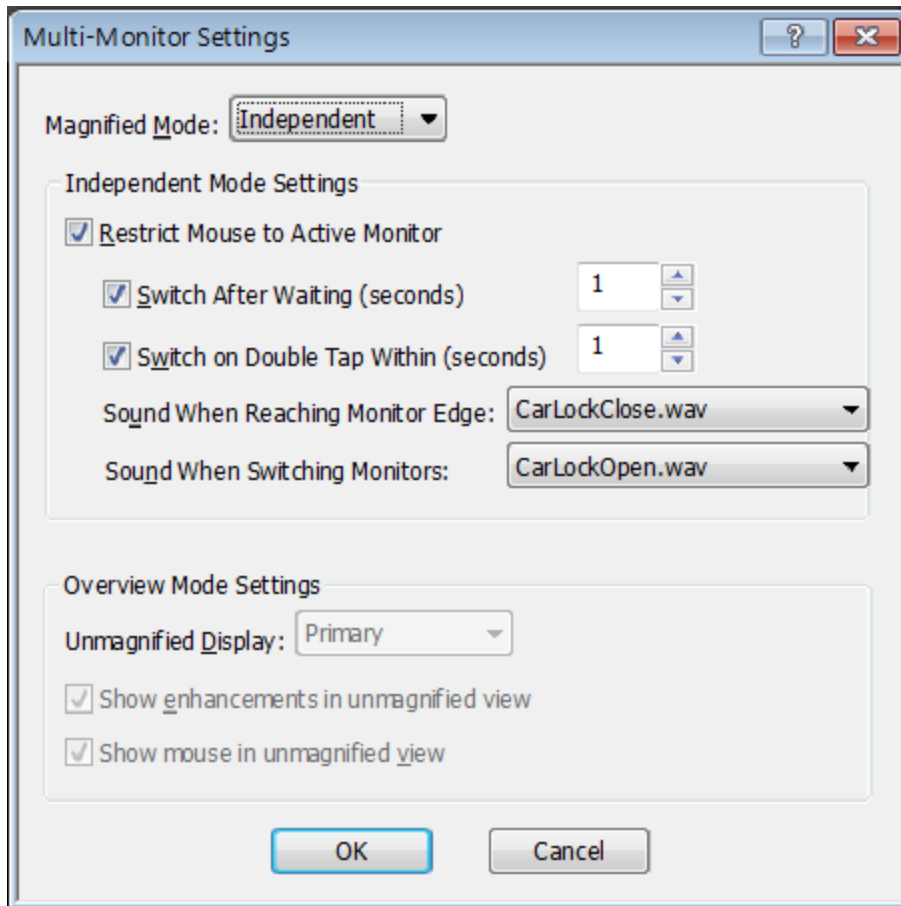 Multi-Monitor Settings
Magnified Mode: Independent
Independent Mode Settings
Restrict Mouse to Active Monitor
Switch After Waiting (seconds) 1
Switch on Double Tap Within (seconds) 1
Sound When Reaching Monitor Edge: CarLockClose.wav
Sound When Switching Monitors: CarLockOpen.wav
Overview Mode Settings
Unmagnified Display: Primary
Show enhancements in unmagnified view
Show mouse in unmagnified view
OK Cancel